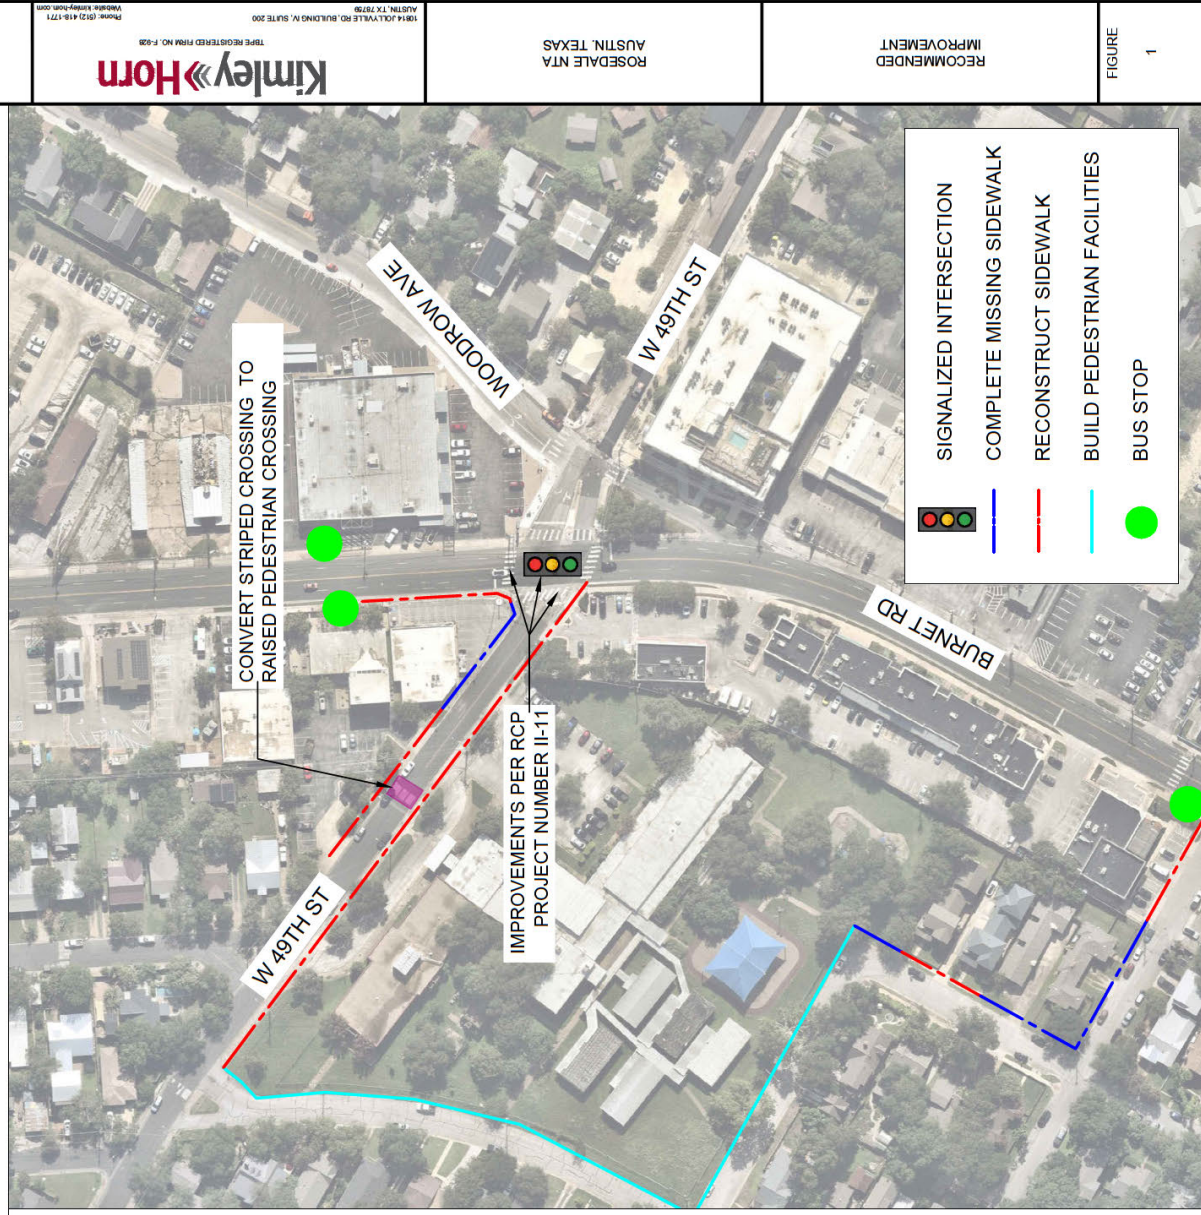 Kimley»Horn
TBPE REGISTERED FIRM NO. F-928
10814 JOLLYVILLE RD, BUILDING IV, SUITE 200
AUSTIN, TX 78759
Phone: (512) 418-1771
Website: kimley-horn.com
ROSEDALE NTA
AUSTIN, TEXAS
RECOMMENDED
IMPROVEMENT
FIGURE
1
CONVERT STRIPED CROSSING TO
RAISED PEDESTRIAN CROSSING
WOODROW AVE
W 49TH ST
W 49TH ST
IMPROVEMENTS PER RCP
PROJECT NUMBER II-11
BURNET RD
SIGNALIZED INTERSECTION
COMPLETE MISSING SIDEWALK
RECONSTRUCT SIDEWALK
BUILD PEDESTRIAN FACILITIES
BUS STOP